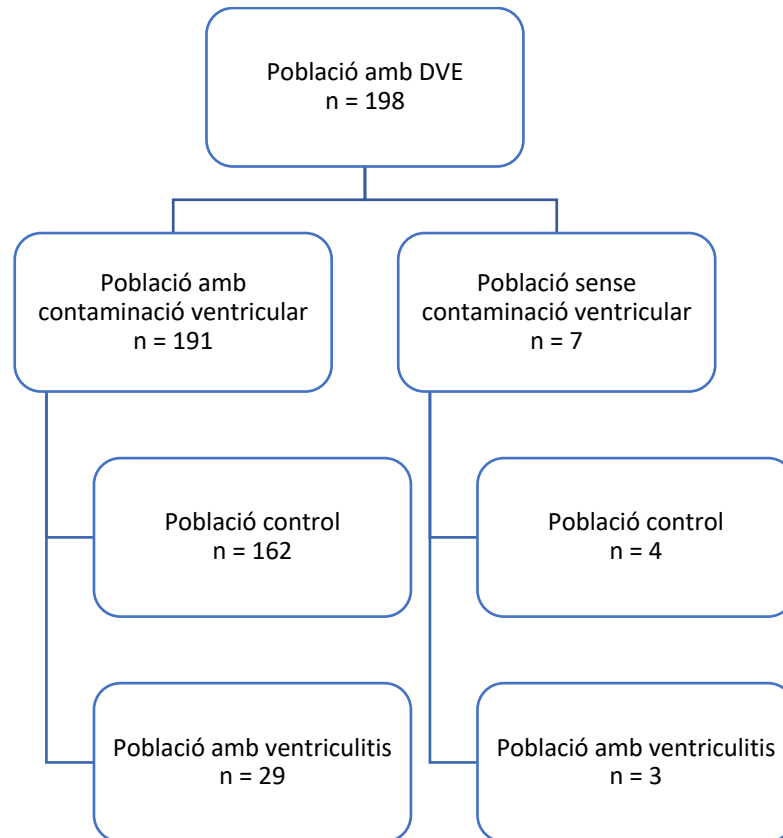 Població amb DVE
n = 198
Població amb
contaminació ventricular
n = 191
Població sense
contaminació ventricular
n = 7
Població control
n = 162
Població control
n = 4
Població amb ventriculitis
n = 29
Població amb ventriculitis
n = 3